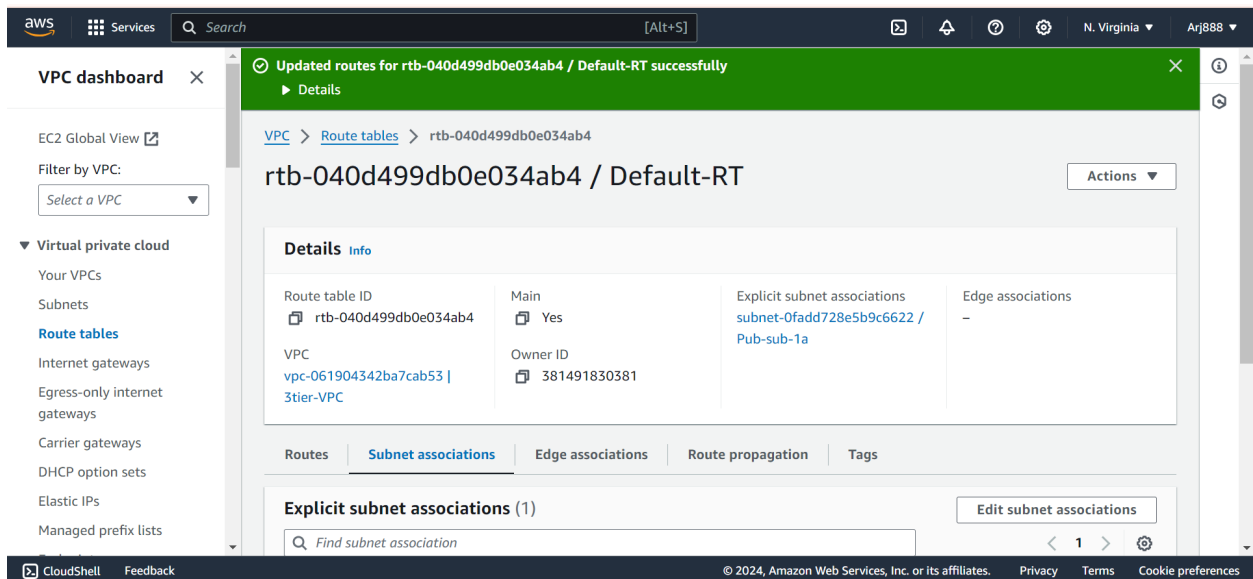 aws
Services
Search
[Alt+S]
N. Virginia
Arj888
VPC dashboard
EC2 Global View
Filter by VPC:
Select a VPC
Virtual private cloud
Your VPCs
Subnets
Route tables
Internet gateways
Egress-only internet
gateways
Carrier gateways
DHCP option sets
Elastic IPs
Managed prefix lists
Updated routes for rtb-040d499db0e034ab4 / Default-RT successfully
Details
VPC > Route tables > rtb-040d499db0e034ab4
rtb-040d499db0e034ab4 / Default-RT
Actions
Details Info
Route table ID
rtb-040d499db0e034ab4
Main
Yes
Explicit subnet associations
subnet-0fadd728e5b9c6622 /
Pub-sub-1a
Edge associations
–
VPC
vpc-061904342ba7cab53 |
3tier-VPC
Owner ID
381491830381
Routes
Subnet associations
Edge associations
Route propagation
Tags
Explicit subnet associations (1)
Edit subnet associations
Find subnet association
1
CloudShell
Feedback
© 2024, Amazon Web Services, Inc. or its affiliates.
Privacy
Terms
Cookie preferences